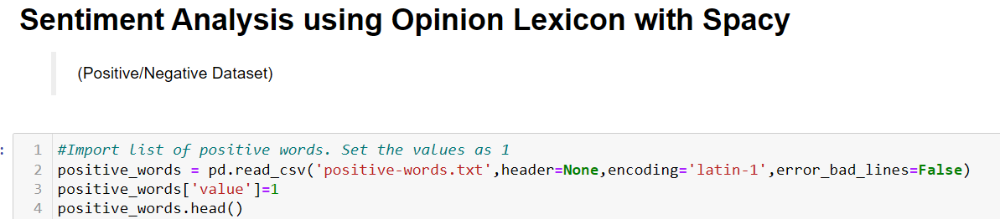 Sentiment Analysis using Opinion Lexicon with Spacy
(Positive/Negative Dataset)
:
1 #Import list of positive words. Set the values as 1
2 positive_words = pd.read_csv('positive-words.txt',header=None,encoding='latin-1',error_bad_lines=False)
3 positive_words['value']=1
4 positive_words.head()